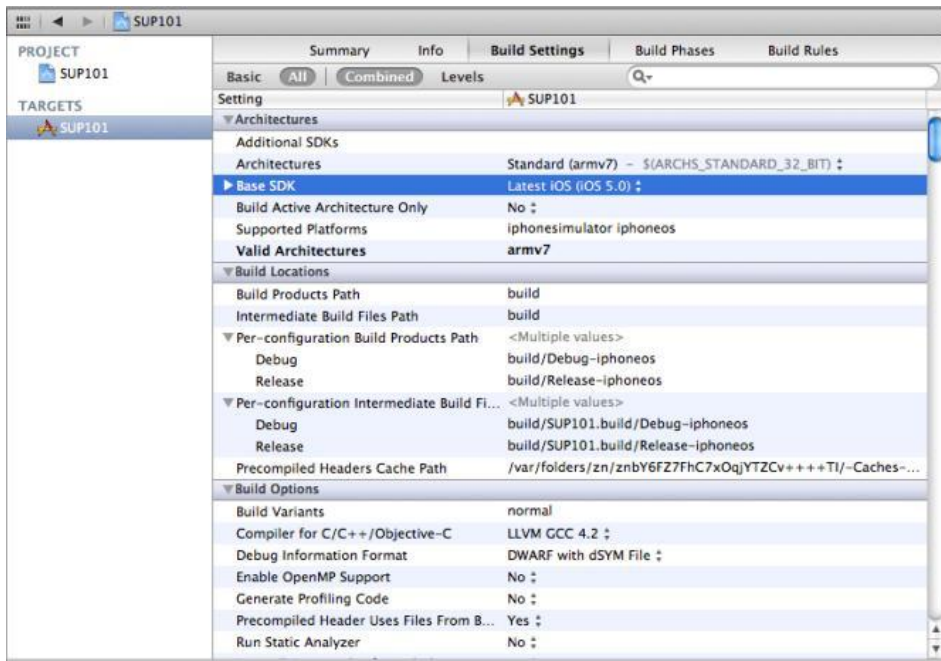 SUP101
PROJECT
SUP101
TARGETS
SUP101
Summary Info Build Settings Build Phases Build Rules
Basic All Combined Levels
Setting SUP101
Architectures
Additional SDKs
Architectures Standard (armv7) – $(ARCHS_STANDARD_32_BIT)
Base SDK Latest iOS (iOS 5.0)
Build Active Architecture Only No
Supported Platforms iphonesimulator iphoneos
Valid Architectures armv7
Build Locations
Build Products Path build
Intermediate Build Files Path build
Per-configuration Build Products Path <Multiple values>
Debug build/Debug-iphoneos
Release build/Release-iphoneos
Per-configuration Intermediate Build Fi... <Multiple values>
Debug build/SUP101.build/Debug-iphoneos
Release build/SUP101.build/Release-iphoneos
Precompiled Headers Cache Path /var/folders/zn/znbY6FZ7FhC7xOqjYTZCv++++TI/-Caches-...
Build Options
Build Variants normal
Compiler for C/C++/Objective-C LLVM GCC 4.2
Debug Information Format DWARF with dSYM File
Enable OpenMP Support No
Generate Profiling Code No
Precompiled Header Uses Files From B... Yes
Run Static Analyzer No